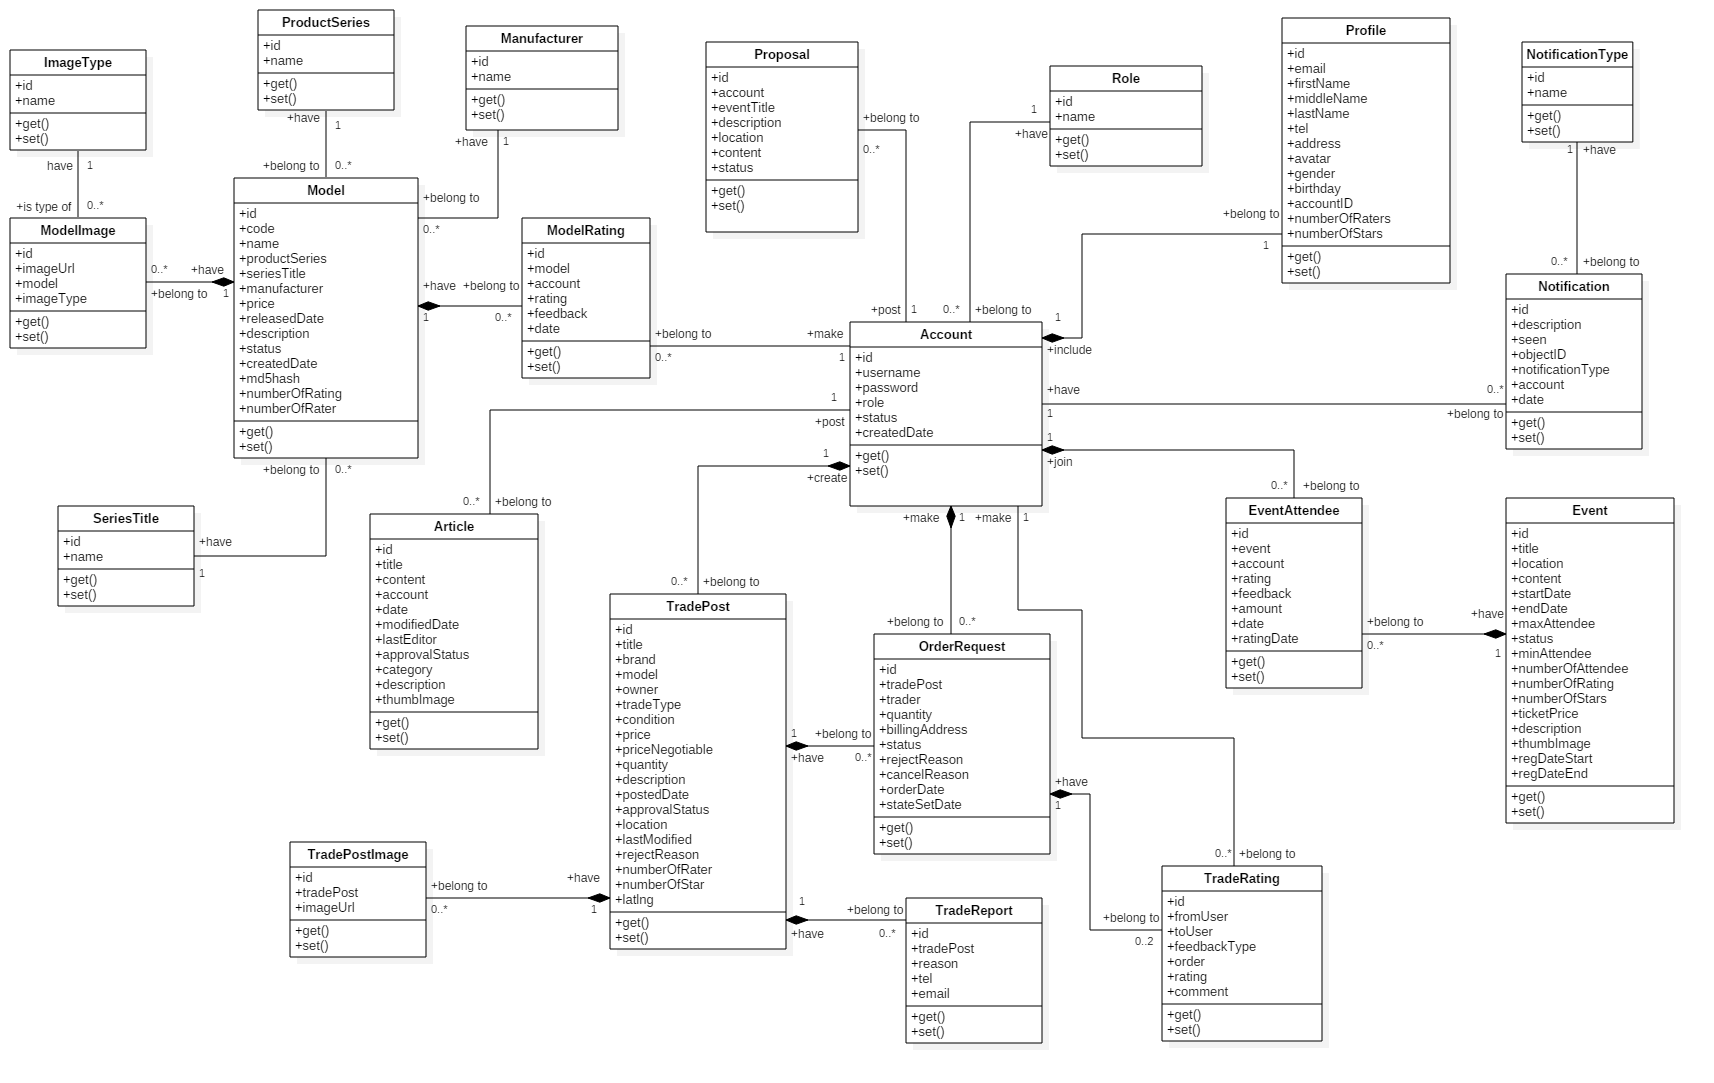 ImageType
+id
+name
+get()
+set()
have
1
+is type of
0..*
ProductSeries
+id
+name
+get()
+set()
+have
1
+belong to
0..*
Manufacturer
+id
+name
+get()
+set()
+have
1
+belong to
0..*
ModelImage
+id
+imageUrl
+model
+imageType
+get()
+set()
0..*
+have
+belong to
1
Model
+id
+code
+name
+productSeries
+seriesTitle
+manufacturer
+price
+releasedDate
+description
+status
+createdDate
+md5hash
+numberOfRating
+numberOfRater
+get()
+set()
+belong to
0..*
+have
+belong to
1
0..*
ModelRating
+id
+model
+account
+rating
+feedback
+date
+get()
+set()
+belong to
+make
0..*
1
SeriesTitle
+id
+name
+get()
+set()
+have
1
Proposal
+id
+account
+eventTitle
+description
+location
+content
+status
+get()
+set()
+belong to
0..*
+post
1
Role
+id
+name
+get()
+set()
1
+have
0..*
+belong to
Profile
+id
+email
+firstName
+middleName
+lastName
+tel
+address
+avatar
+gender
+birthday
+accountID
+numberOfRaters
+numberOfStars
+get()
+set()
+belong to
1
1
+include
NotificationType
+id
+name
+get()
+set()
1
+have
0..*
+belong to
Notification
+id
+description
+seen
+objectID
+notificationType
+account
+date
+get()
+set()
+have
0..*
1
+belong to
Account
+id
+username
+password
+role
+status
+createdDate
+get()
+set()
1
+post
0..*
+belong to
1
+create
0..*
+belong to
1
+join
0..*
+belong to
+make
1
+make
1
+belong to
0..*
Article
+id
+title
+content
+account
+date
+modifiedDate
+lastEditor
+approvalStatus
+category
+description
+thumbImage
+get()
+set()
TradePost
+id
+title
+brand
+model
+owner
+tradeType
+condition
+price
+priceNegotiable
+quantity
+description
+postedDate
+approvalStatus
+location
+lastModified
+rejectReason
+numberOfRater
+numberOfStar
+latlng
+get()
+set()
1
+belong to
+have
0..*
OrderRequest
+id
+tradePost
+trader
+quantity
+billingAddress
+status
+rejectReason
+cancelReason
+orderDate
+stateSetDate
+get()
+set()
+have
1
EventAttendee
+id
+event
+account
+rating
+feedback
+amount
+date
+ratingDate
+get()
+set()
+belong to
0..*
+have
1
Event
+id
+title
+location
+content
+startDate
+endDate
+maxAttendee
+status
+minAttendee
+numberOfAttendee
+numberOfRating
+numberOfStars
+ticketPrice
+description
+thumbImage
+regDateStart
+regDateEnd
+get()
+set()
TradePostImage
+id
+tradePost
+imageUrl
+get()
+set()
+belong to
0..*
+have
1
1
+have
+belong to
0..*
TradeReport
+id
+tradePost
+reason
+tel
+email
+get()
+set()
0..*
+belong to
+belong to
0..2
TradeRating
+id
+fromUser
+toUser
+feedbackType
+order
+rating
+comment
+get()
+set()